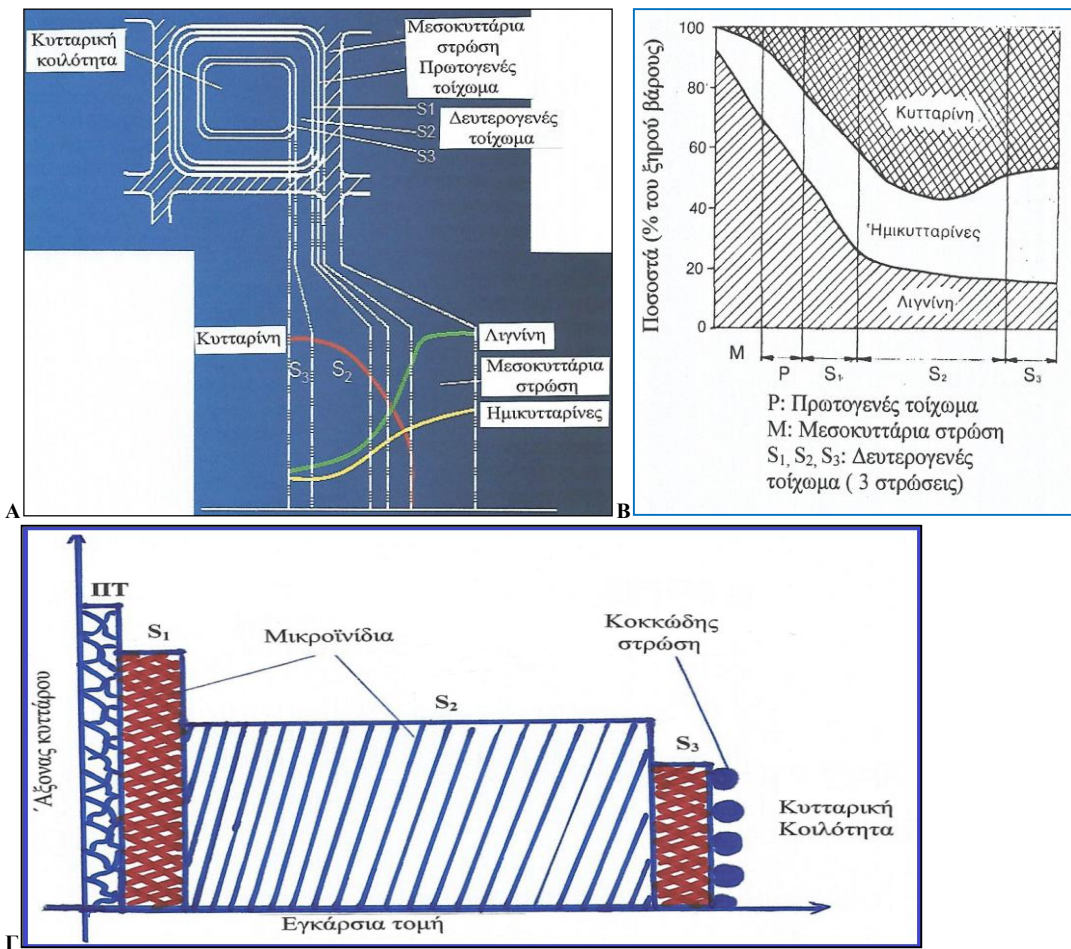 Κυτταρική
κοιλότητα
Μεσοκυττάρια
στρώση
Πρωτογενές
τοίχωμα
S1
S2
S3
Δευτερογενές
τοίχωμα
Κυτταρίνη
S3
S2
Λιγνίνη
Μεσοκυττάρια
στρώση
Ημικυτταρίνες
Α
Ποσοστά (% του ξηρού βάρους)
100
80
60
40
20
0
Κυτταρίνη
Ἡμικυτταρίνες
Λιγνίνη
M
P
S1
S2
S3
P: Πρωτογενές τοίχωμα
M: Μεσοκυττάρια στρώση
S1, S2, S3: Δευτερογενές
τοίχωμα ( 3 στρώσεις)
Β
Άξονας κυττάρου
ΠΤ
S1
Μικροϊνίδια
S2
S3
Κοκκώδης
στρώση
Κυτταρική
Κοιλότητα
Εγκάρσια τομή
Γ